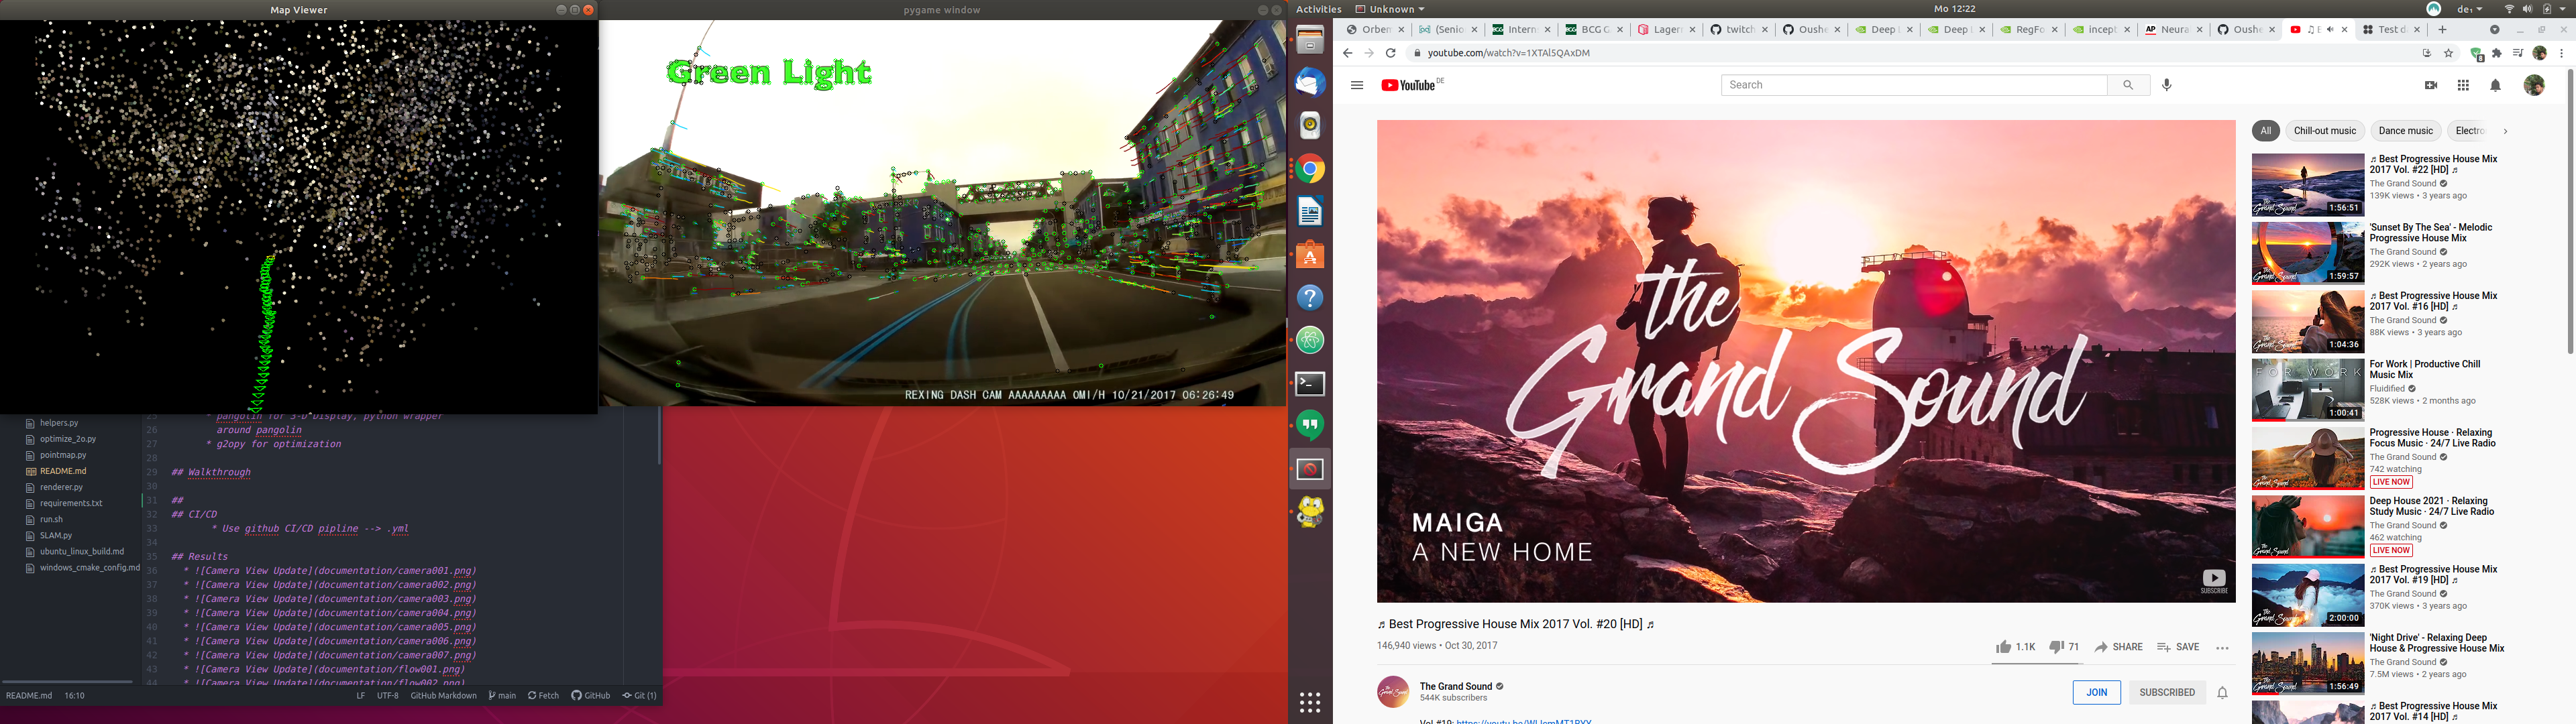 Map Viewer
pygame window
Activities
Unknown
Mo 12:22
de₁
Green Light
REXING DASH CAM AAAAAAAAA OMI/H 10/21/2017 06:26:49
helpers.py
optimize_2o.py
pointmap.py
README.md
renderer.py
requirements.txt
run.sh
SLAM.py
ubuntu_linux_build.md
windows_cmake_config.md
25 * pangolin for 3-D Display, python wrapper
26 around pangolin
27 * g2opy for optimization
28
29 ## Walkthrough
30
31 ##
32 ## CI/CD
33 * Use github CI/CD pipline --> .yml
34
35 ## Results
36 * ![Camera View Update](documentation/camera001.png)
37 * ![Camera View Update](documentation/camera002.png)
38 * ![Camera View Update](documentation/camera003.png)
39 * ![Camera View Update](documentation/camera004.png)
40 * ![Camera View Update](documentation/camera005.png)
41 * ![Camera View Update](documentation/camera006.png)
42 * ![Camera View Update](documentation/camera007.png)
43 * ![Camera View Update](documentation/flow001.png)
44 * ![Camera View Update](documentation/flow002.png)
README.md 16:10 LF UTF-8 GitHub Markdown main Fetch GitHub Git (1)
Orbem (Senio Intern BCG G Lager twitch Oushe Deep L Deep L RegFo incept Neura Oushe ♫ E Test d
youtube.com/watch?v=1XTAlSQAxDM
8
YouTube DE
Search
the
Grand Sound
MAIGA
A NEW HOME
SUBSCRIBE
♬ Best Progressive House Mix 2017 Vol. #20 [HD] ♬
146,940 views • Oct 30, 2017
1.1K 71 SHARE SAVE
The Grand Sound
544K subscribers
JOIN SUBSCRIBED
All Chill-out music Dance music Electro
♬ Best Progressive House Mix
2017 Vol. #22 [HD] ♬
The Grand Sound
139K views • 3 years ago
1:56:51
'Sunset By The Sea' - Melodic
Progressive House Mix
The Grand Sound
292K views • 2 years ago
1:59:57
♬ Best Progressive House Mix
2017 Vol. #16 [HD] ♬
The Grand Sound
88K views • 3 years ago
1:04:36
For Work | Productive Chill
Music Mix
Fluidified
528K views • 2 months ago
FOR WORK
1:00:41
Progressive House · Relaxing
Focus Music · 24/7 Live Radio
The Grand Sound
742 watching
LIVE NOW
Deep House 2021 · Relaxing
Study Music · 24/7 Live Radio
The Grand Sound
462 watching
LIVE NOW
♬ Best Progressive House Mix
2017 Vol. #19 [HD] ♬
The Grand Sound
370K views • 3 years ago
2:00:00
'Night Drive' - Relaxing Deep
House & Progressive House Mix
The Grand Sound
7.5M views • 2 years ago
1:56:49
♬ Best Progressive House Mix
2017 Vol. #14 [HD] ♬